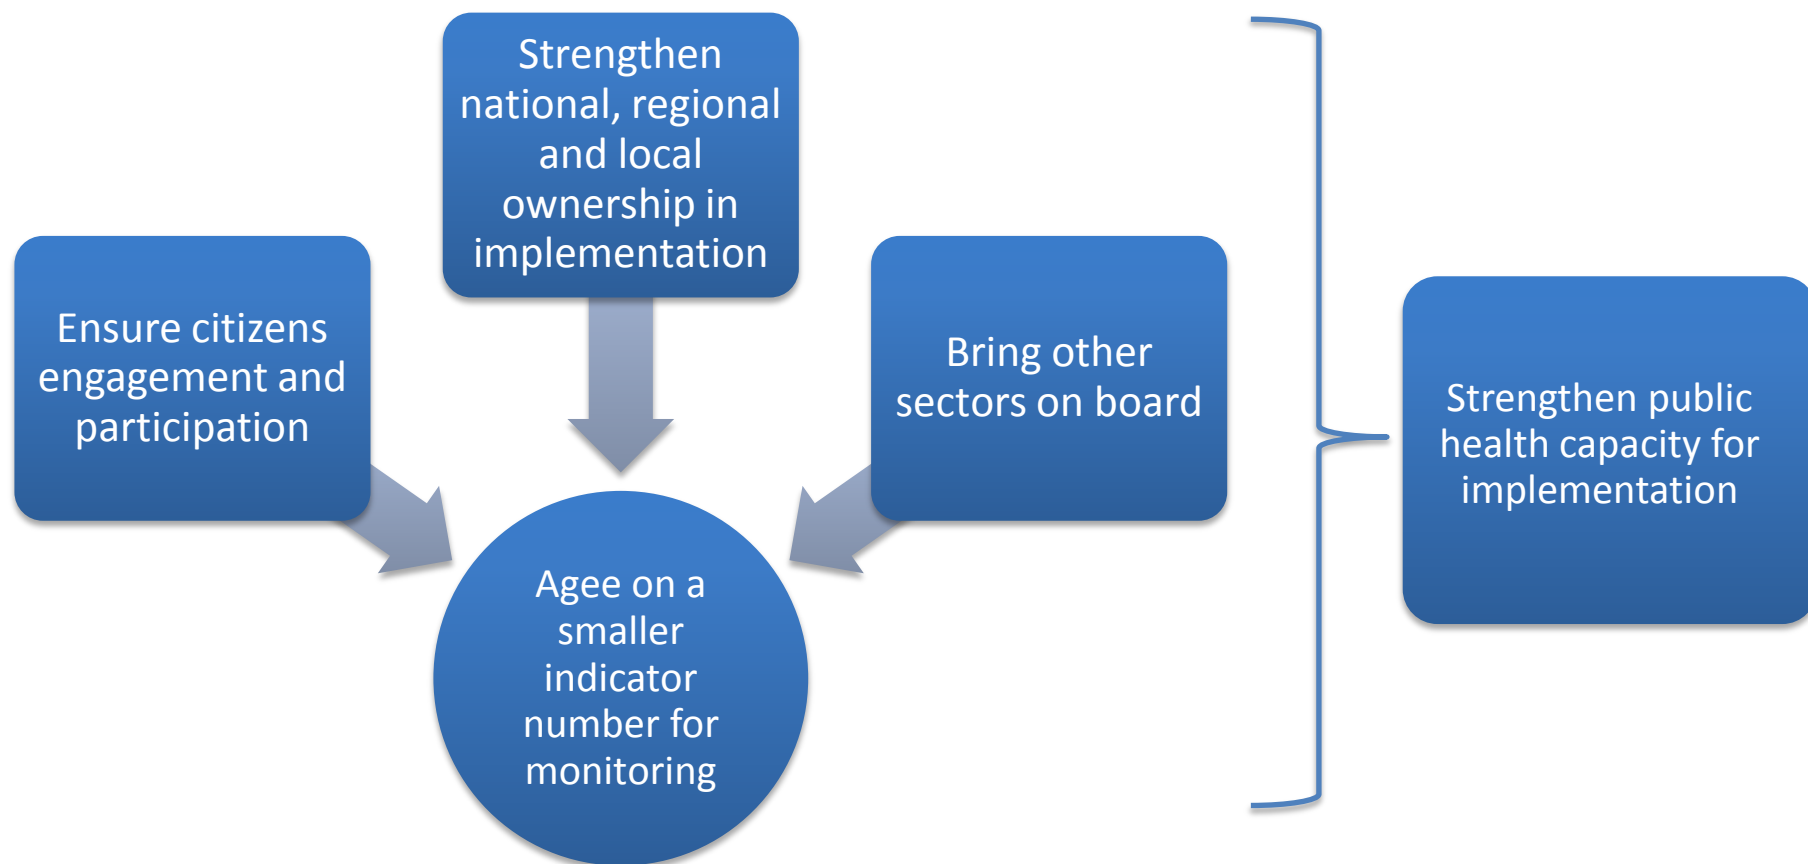 Strengthen
national, regional
and local
ownership in
implementation
Ensure citizens
engagement and
participation
Bring other
sectors on board
Agee on a
smaller
indicator
number for
monitoring
Strengthen public
health capacity for
implementation